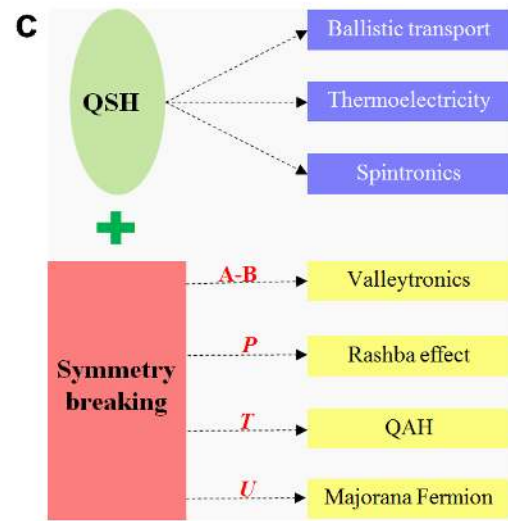 C
Ballistic transport
QSH
Thermoelectricity
Spintronics
+
A-B
Valleytronics
P
Rashba effect
Symmetry
breaking
T
QAH
U
Majorana Fermion